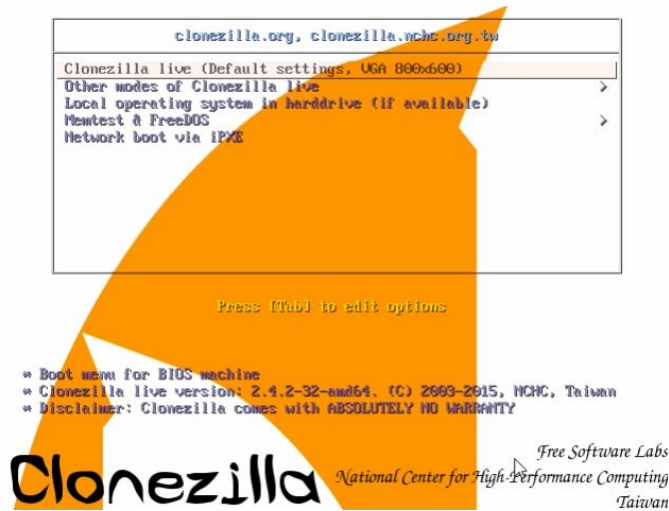 clonezilla.org, clonezilla.nchc.org.tw
Clonezilla live (Default settings, VGA 800x600)
Other modes of Clonezilla live >
Local operating system in harddrive (if available)
Memtest & FreeDOS >
Network boot via iPXE
Press [Tab] to edit options
* Boot menu for BIOS machine
* Clonezilla live version: 2.4.2-32-amd64. (C) 2003-2015, NCHC, Taiwan
* Disclaimer: Clonezilla comes with ABSOLUTELY NO WARRANTY
Clonezilla
Free Software Labs
National Center for High-Performance Computing
Taiwan